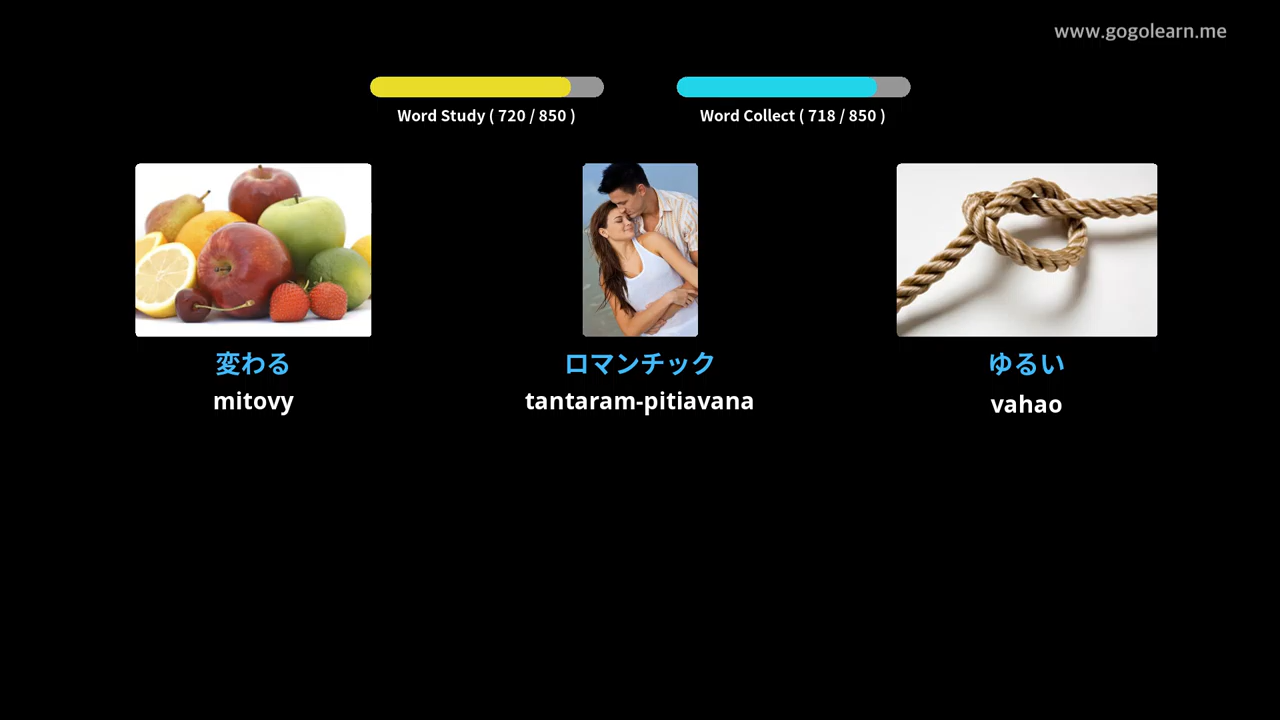 www.gogolearn.me
Word Study ( 720 / 850 )
Word Collect ( 718 / 850 )
変わる
mitovy
ロマンチック
tantaram-pitiavana
ゆるい
vahao